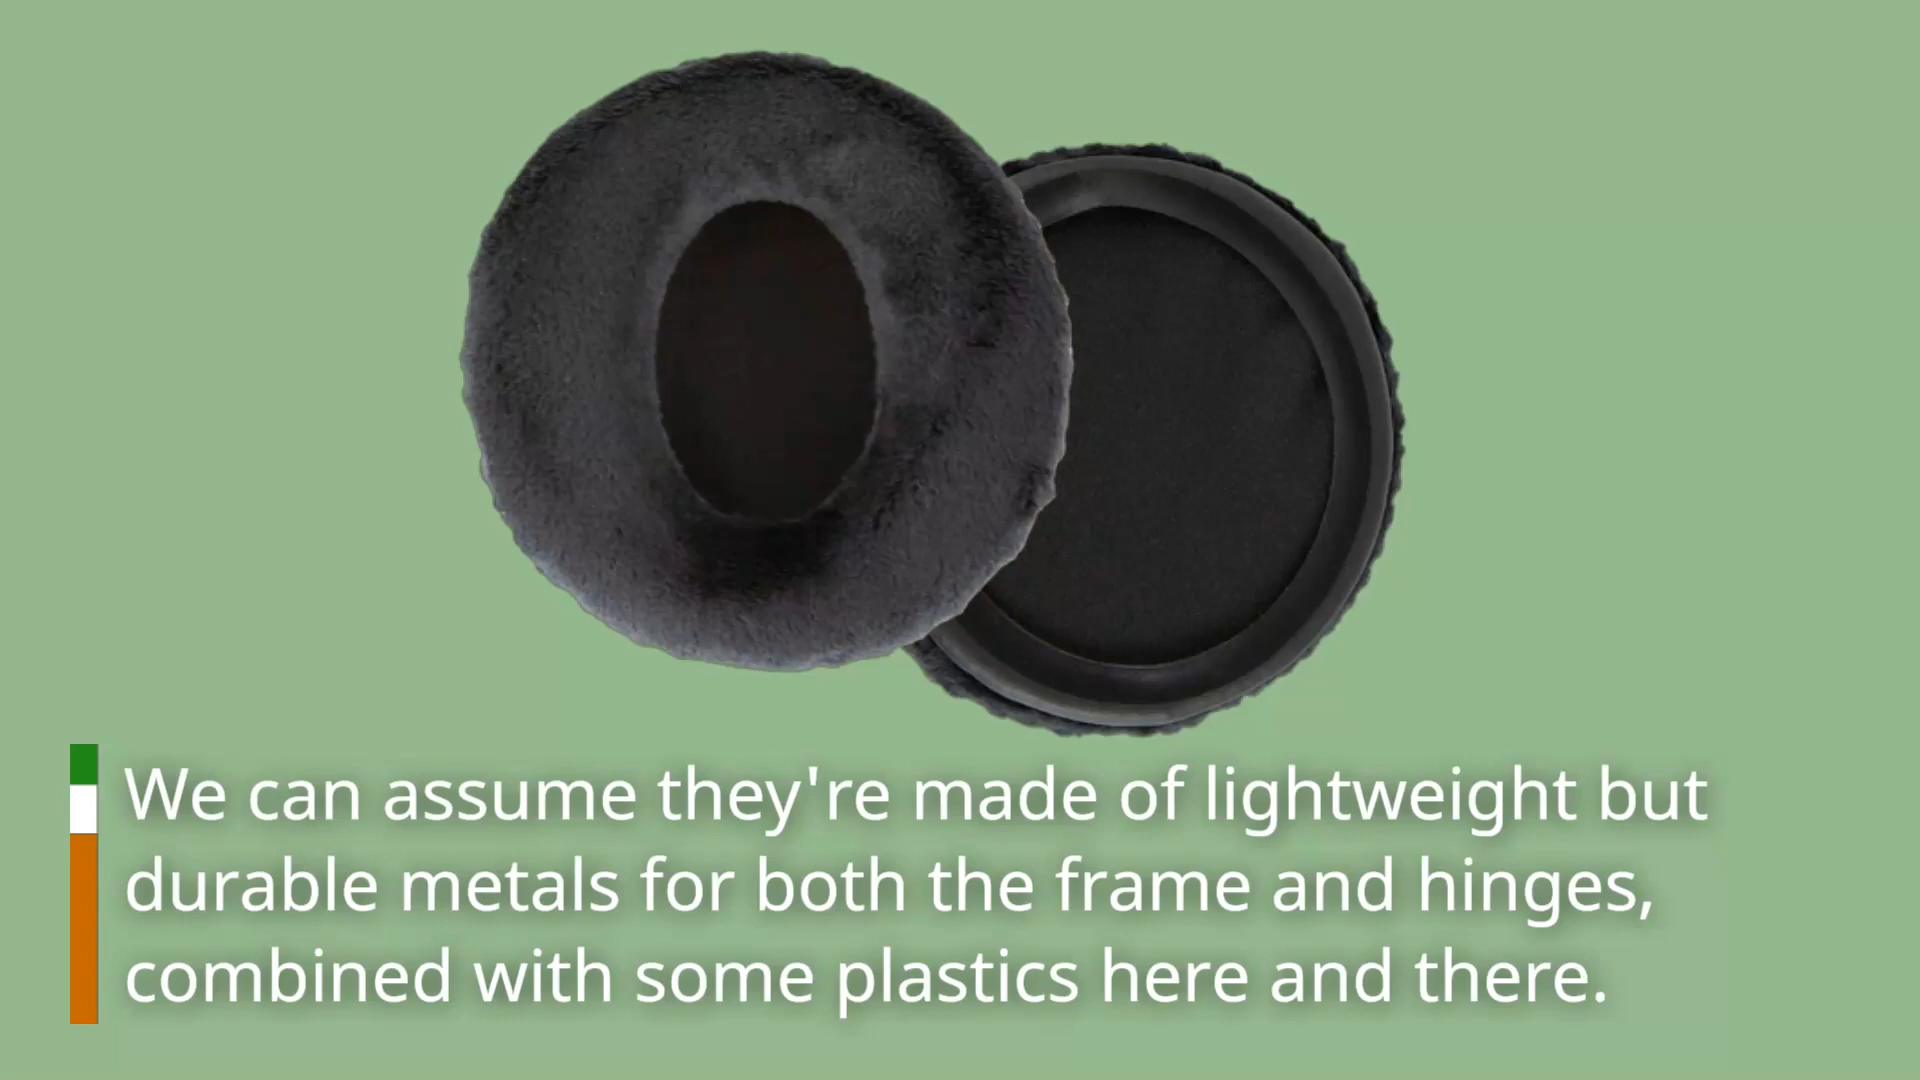 We can assume they're made of lightweight but
durable metals for both the frame and hinges,
combined with some plastics here and there.